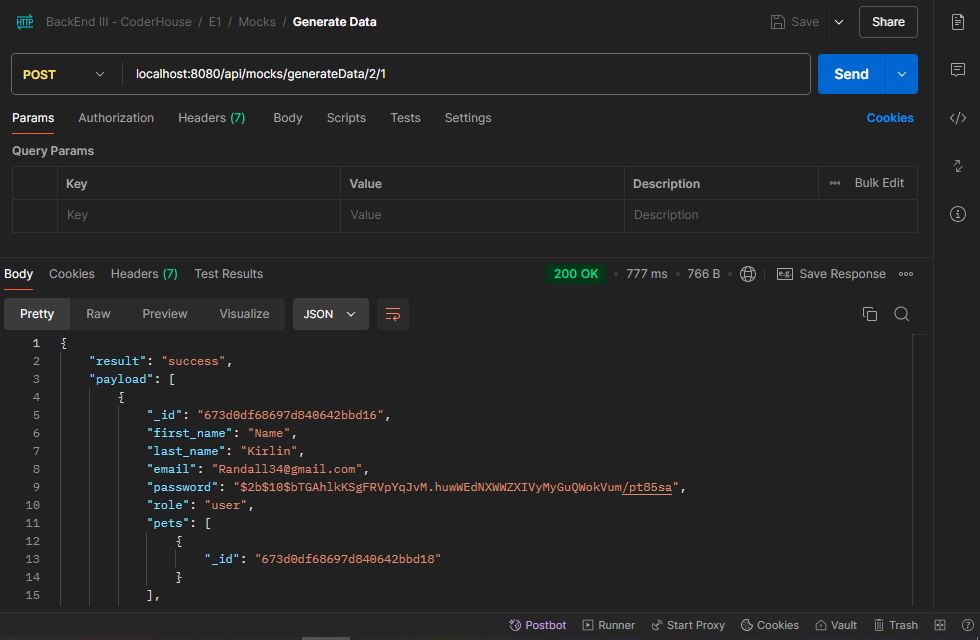 HTTP BackEnd III - CoderHouse / E1 / Mocks / Generate Data Save Share
POST localhost:8080/api/mocks/generateData/2/1 Send
Params Authorization Headers (7) Body Scripts Tests Settings Cookies
Query Params
Key Value Description Bulk Edit
Key Value Description
Body Cookies Headers (7) Test Results 200 OK 777 ms 766 B e.g. Save Response
Pretty Raw Preview Visualize JSON
1 {
2 "result": "success",
3 "payload": [
4 {
5 "_id": "673d0df68697d840642bbd16",
6 "first_name": "Name",
7 "last_name": "Kirlin",
8 "email": "Randall34@gmail.com",
9 "password": "$2b$10$bTGAhlkKSgFRVpYqJvM.huwWEdNXWWZXIVyMyGuQWokVum/pt85sa",
10 "role": "user",
11 "pets": [
12 {
13 "_id": "673d0df68697d840642bbd18"
14 }
15 ],
Postbot Runner Start Proxy Cookies Vault Trash